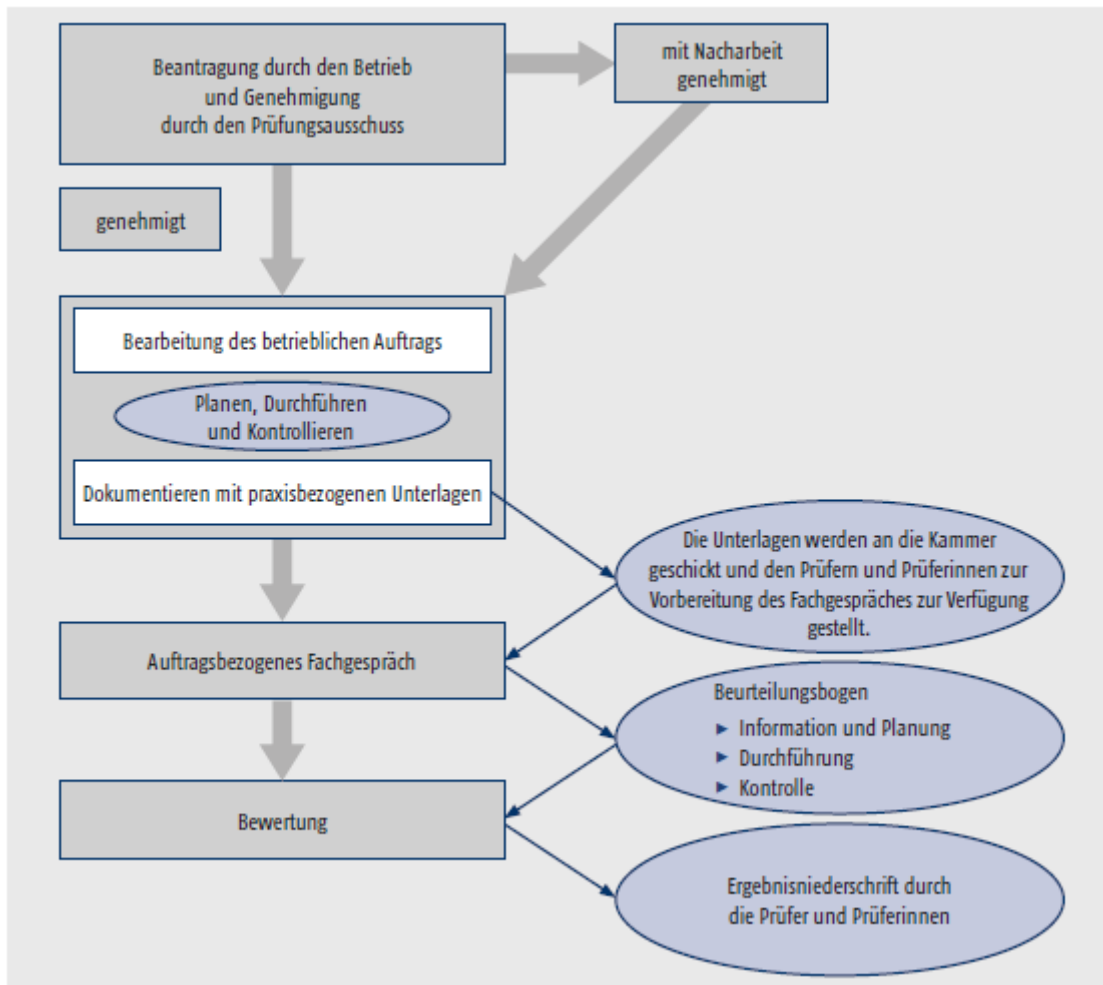 Beantragung durch den Betrieb
und Genehmigung
durch den Prüfungsausschuss
mit Nacharbeit
genehmigt
genehmigt
Bearbeitung des betrieblichen Auftrags
Planen, Durchführen
und Kontrollieren
Dokumentieren mit praxisbezogenen Unterlagen
Die Unterlagen werden an die Kammer
geschickt und den Prüfern und Prüferinnen zur
Vorbereitung des Fachgespräches zur Verfügung
gestellt.
Auftragsbezogenes Fachgespräch
Beurteilungsbogen
► Information und Planung
► Durchführung
► Kontrolle
Bewertung
Ergebnisniederschrift durch
die Prüfer und Prüferinnen